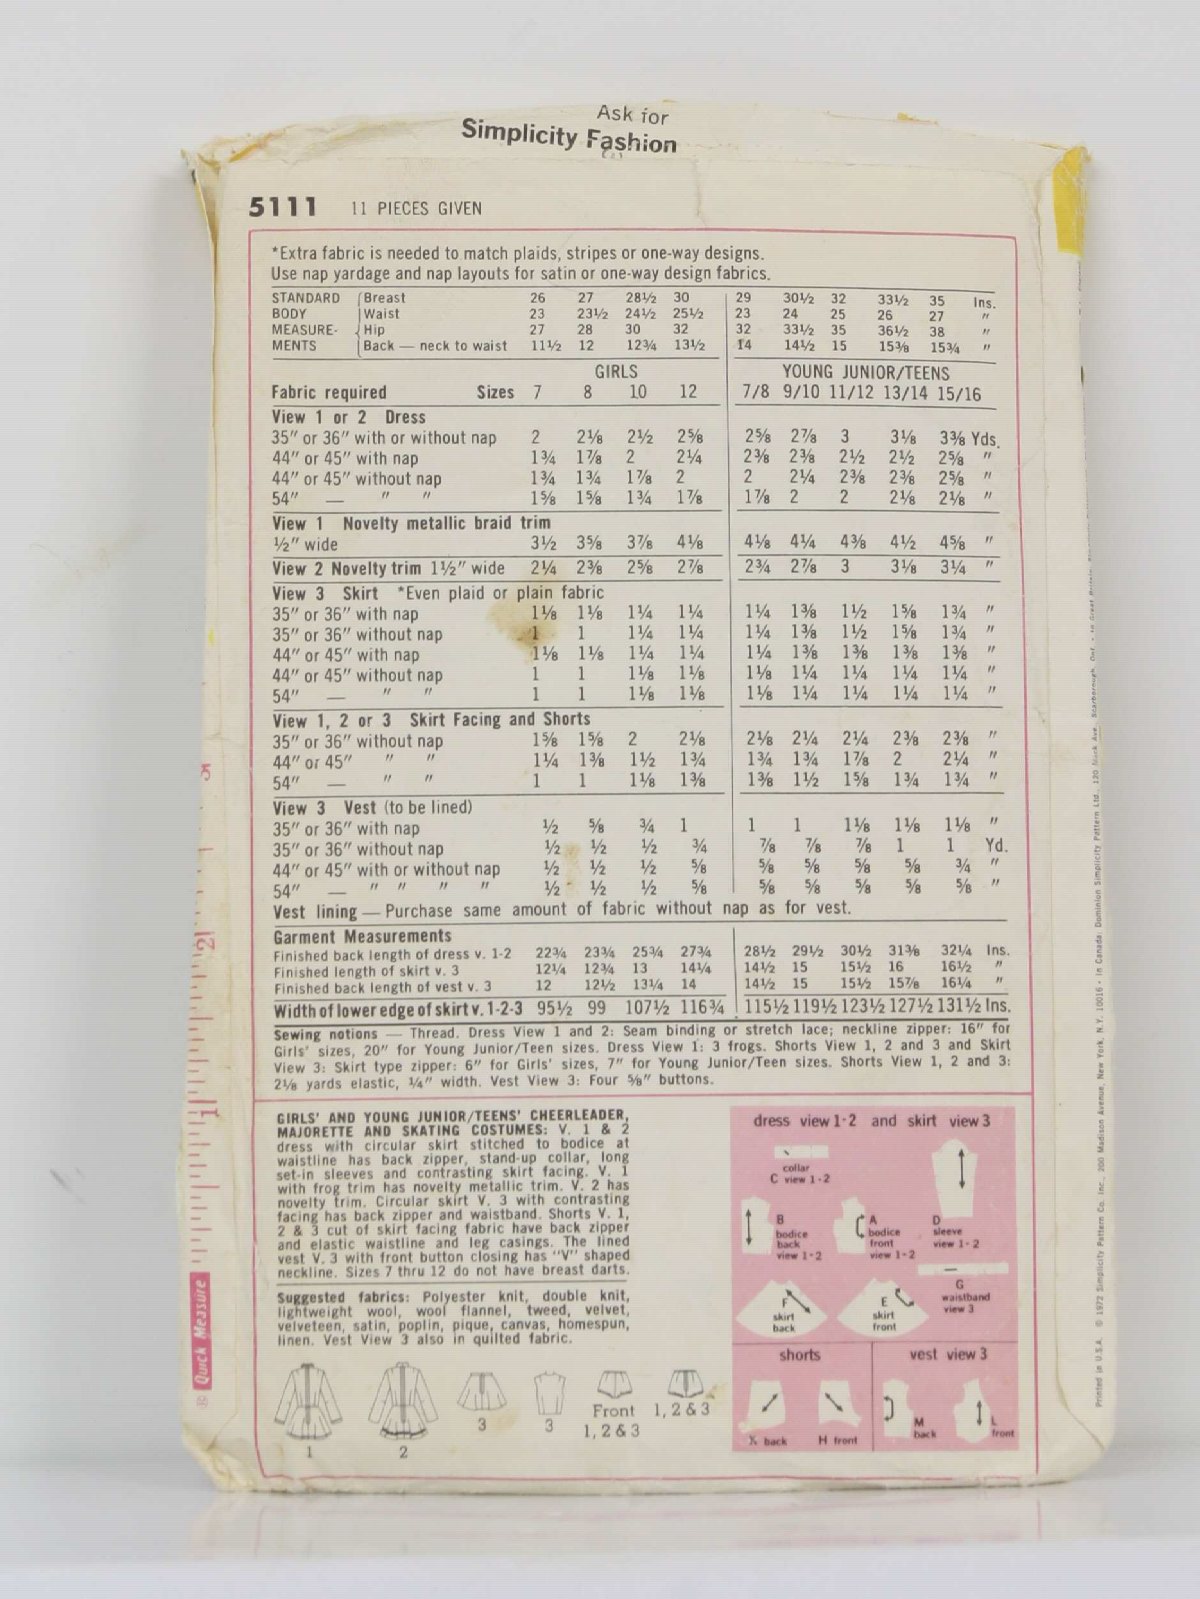 Ask for
Simplicity Fashion
5111 11 PIECES GIVEN
*Extra fabric is needed to match plaids, stripes or one-way designs.
Use nap yardage and nap layouts for satin or one-way design fabrics.
STANDARD Breast 26 27 28½ 30 29 30½ 32 33½ 35 Ins.
BODY Waist 23 23½ 24½ 25½ 23 24 25 26 27 "
MEASURE- Hip 27 28 30 32 32 33½ 35 36½ 38 "
MENTS Back — neck to waist 11½ 12 12¾ 13½ 14 14½ 15 15⅜ 15¾ "
GIRLS YOUNG JUNIOR/TEENS
Fabric required Sizes 7 8 10 12 7/8 9/10 11/12 13/14 15/16
View 1 or 2 Dress
35" or 36" with or without nap 2 2⅛ 2½ 2⅝ 2⅝ 2⅞ 3 3⅛ 3⅜ Yds.
44" or 45" with nap 1¾ 1⅞ 2 2¼ 2⅜ 2⅜ 2½ 2½ 2⅝ "
44" or 45" without nap 1¾ 1¾ 1⅞ 2 2 2¼ 2⅜ 2⅜ 2⅝ "
54" — " " 1⅝ 1⅝ 1¾ 1⅞ 1⅞ 2 2 2⅛ 2⅛ "
View 1 Novelty metallic braid trim
½" wide 3½ 3⅝ 3⅞ 4⅛ 4⅛ 4¼ 4⅜ 4½ 4⅝ "
View 2 Novelty trim 1½" wide 2¼ 2⅜ 2⅝ 2⅞ 2¾ 2⅞ 3 3⅛ 3¼ "
View 3 Skirt *Even plaid or plain fabric
35" or 36" with nap 1⅛ 1⅛ 1¼ 1¼ 1¼ 1⅜ 1½ 1⅝ 1¾ "
35" or 36" without nap 1 1 1¼ 1¼ 1¼ 1⅜ 1½ 1⅝ 1¾ "
44" or 45" with nap 1⅛ 1⅛ 1¼ 1¼ 1¼ 1⅜ 1⅜ 1⅜ 1⅜ "
44" or 45" without nap 1 1 1⅛ 1⅛ 1⅛ 1¼ 1¼ 1¼ 1¼ "
54" — " " 1 1 1⅛ 1⅛ 1⅛ 1¼ 1¼ 1¼ 1¼ "
View 1, 2 or 3 Skirt Facing and Shorts
35" or 36" without nap 1⅝ 1⅝ 2 2⅛ 2⅛ 2¼ 2¼ 2⅜ 2⅜ "
44" or 45" " " 1¼ 1⅜ 1½ 1¾ 1¾ 1¾ 1⅞ 2 2¼ "
54" — " " 1 1 1⅛ 1⅜ 1⅜ 1½ 1⅝ 1¾ 1¾ "
View 3 Vest (to be lined)
35" or 36" with nap ½ ⅝ ¾ 1 1 1 1⅛ 1⅛ 1⅛ "
35" or 36" without nap ½ ½ ½ ¾ ⅞ ⅞ ⅞ 1 1 Yd.
44" or 45" with or without nap ½ ½ ½ ⅝ ⅝ ⅝ ⅝ ⅝ ¾ "
54" — " " " " ½ ½ ½ ⅝ ⅝ ⅝ ⅝ ⅝ ⅝ "
Vest lining — Purchase same amount of fabric without nap as for vest.
Garment Measurements
Finished back length of dress v. 1-2 22¾ 23¾ 25¾ 27¾ 28½ 29½ 30½ 31⅜ 32¼ Ins.
Finished length of skirt v. 3 12¼ 12¾ 13 14¼ 14½ 15 15½ 16 16½ "
Finished back length of vest v. 3 12 12½ 13¼ 14 14½ 15 15½ 15⅞ 16¼ "
Width of lower edge of skirt v. 1-2-3 95½ 99 107½ 116¾ 115½ 119½ 123½ 127½ 131½ Ins.
Sewing notions — Thread. Dress View 1 and 2: Seam binding or stretch lace; neckline zipper: 16" for
Girls' sizes, 20" for Young Junior/Teen sizes. Dress View 1: 3 frogs. Shorts View 1, 2 and 3 and Skirt
View 3: Skirt type zipper: 6" for Girls' sizes, 7" for Young Junior/Teen sizes. Shorts View 1, 2 and 3:
2⅛ yards elastic, ¼" width. Vest View 3: Four ⅝" buttons.
GIRLS' AND YOUNG JUNIOR/TEENS' CHEERLEADER,
MAJORETTE AND SKATING COSTUMES: V. 1 & 2
dress with circular skirt stitched to bodice at
waistline has back zipper, stand-up collar, long
set-in sleeves and contrasting skirt facing. V. 1
with frog trim has novelty metallic trim. V. 2 has
novelty trim. Circular skirt V. 3 with contrasting
facing has back zipper and waistband. Shorts V. 1,
2 & 3 cut of skirt facing fabric have back zipper
and elastic waistline and leg casings. The lined
vest V. 3 with front button closing has "V" shaped
neckline. Sizes 7 thru 12 do not have breast darts.
Suggested fabrics: Polyester knit, double knit,
lightweight wool, wool flannel, tweed, velvet,
velveteen, satin, poplin, pique, canvas, homespun,
linen. Vest View 3 also in quilted fabric.
1
2
3
3
Front
1, 2 & 3
1, 2 & 3
dress view 1-2 and skirt view 3
collar
C view 1-2
B
bodice
back
view 1-2
A
bodice
front
view 1-2
D
sleeve
view 1-2
F
skirt
back
E
skirt
front
G
waistband
view 3
shorts
vest view 3
K back
H front
M
back
L
front
2
1
® Quick Measure
Printed in U.S.A. © 1972 Simplicity Pattern Co. Inc., 200 Madison Avenue, New York, N.Y. 10016 • In Canada: Dominion Simplicity Pattern Ltd., 120 Mack Ave. Scarborough, Ont. • In Great Britain,